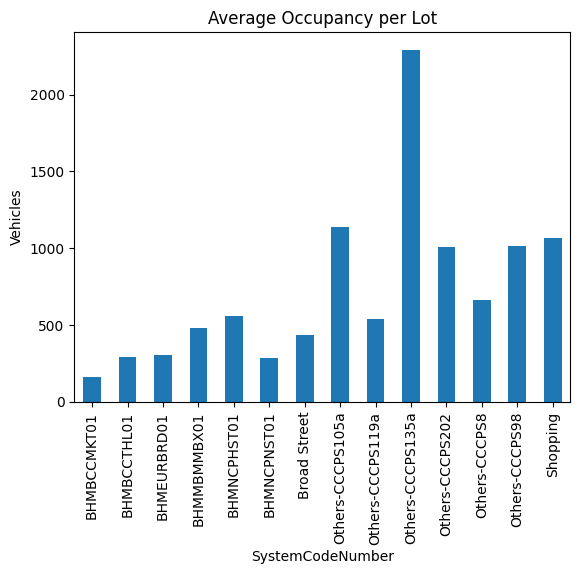 Average Occupancy per Lot
Vehicles
2000
1500
1000
500
0
BHMBCCMKT01
BHMBCCTHL01
BHMEURBRD01
BHMMBMMBX01
BHMNCPHST01
BHMNCPNST01
Broad Street
Others-CCCPS105a
Others-CCCPS119a
Others-CCCPS135a
Others-CCCPS202
Others-CCCPS8
Others-CCCPS98
Shopping
SystemCodeNumber